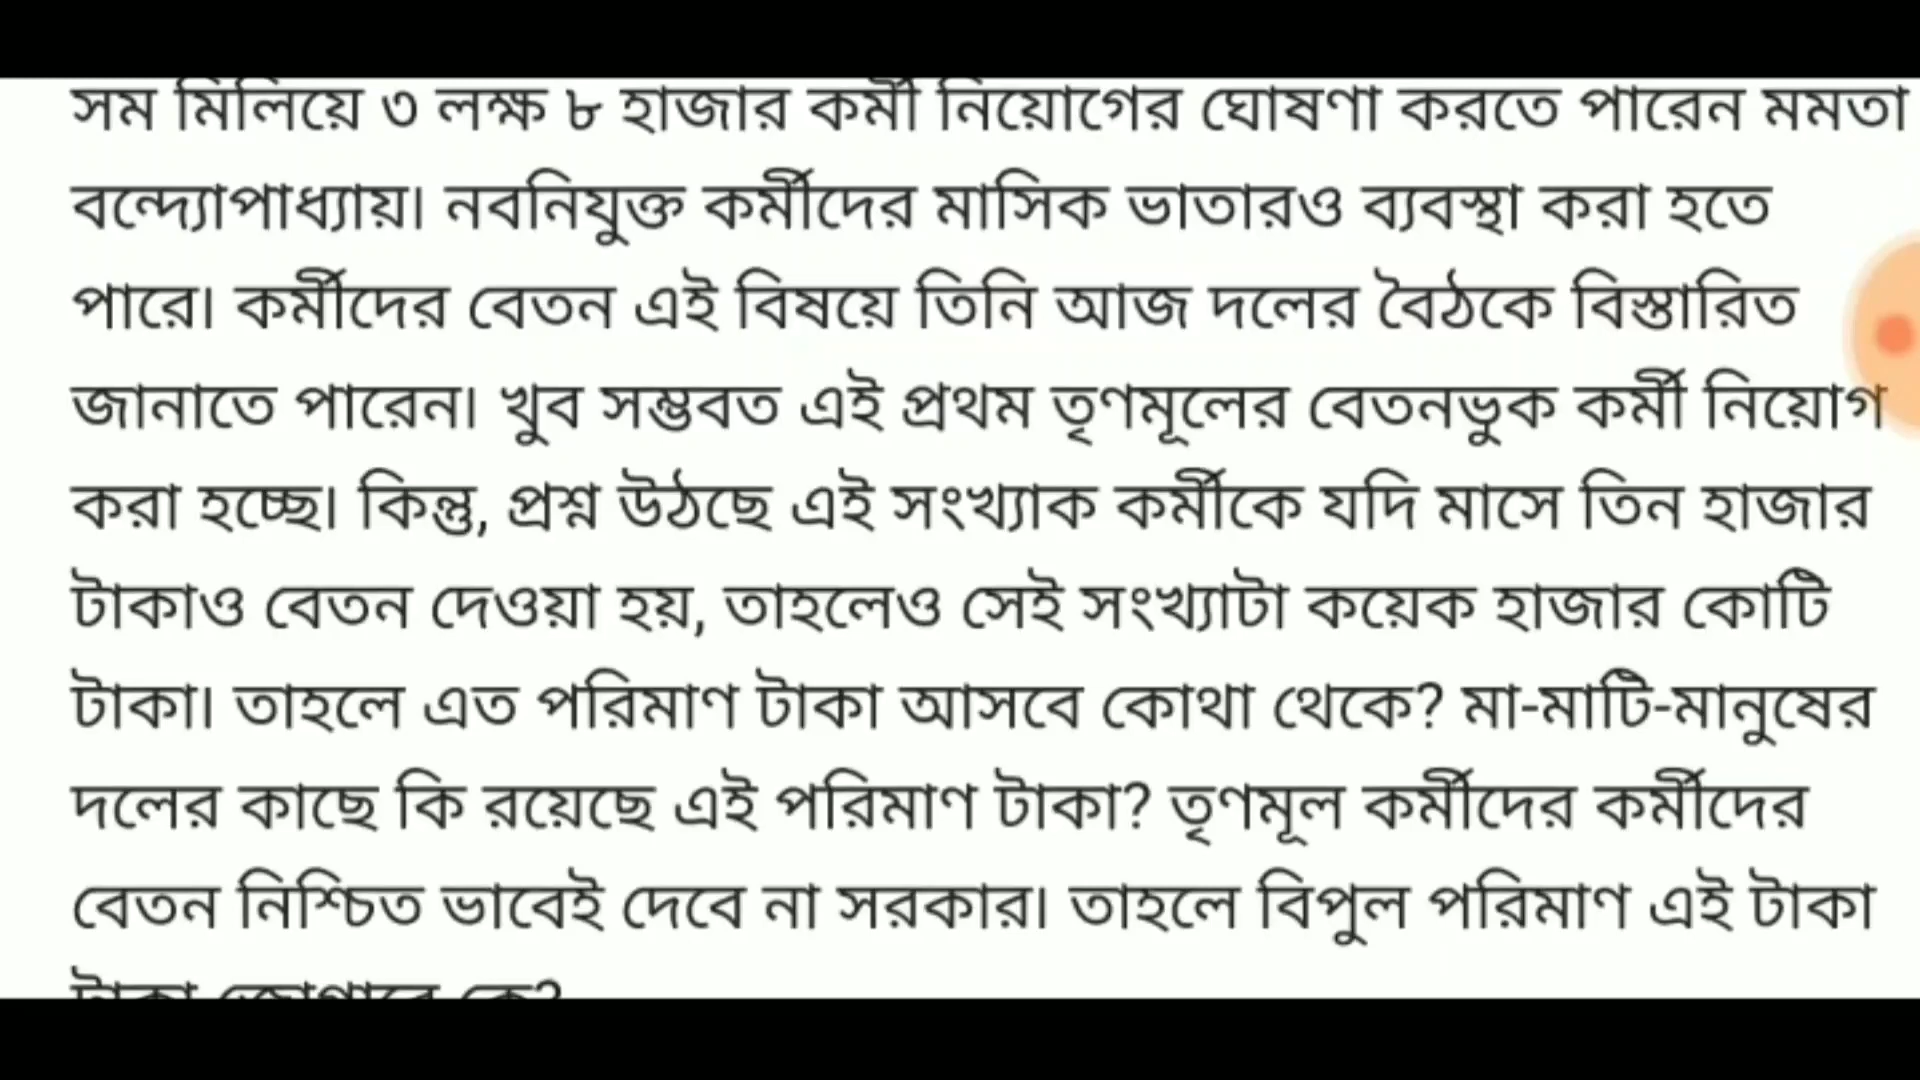 সম মিলিয়ে ৩ লক্ষ ৮ হাজার কর্মী নিয়োগের ঘোষণা করতে পারেন মমতা
বন্দ্যোপাধ্যায়। নবনিযুক্ত কর্মীদের মাসিক ভাতারও ব্যবস্থা করা হতে
পারে। কর্মীদের বেতন এই বিষয়ে তিনি আজ দলের বৈঠকে বিস্তারিত
জানাতে পারেন। খুব সম্ভবত এই প্রথম তৃণমূলের বেতনভুক কর্মী নিয়োগ
করা হচ্ছে। কিন্তু, প্রশ্ন উঠছে এই সংখ্যাক কর্মীকে যদি মাসে তিন হাজার
টাকাও বেতন দেওয়া হয়, তাহলেও সেই সংখ্যাটা কয়েক হাজার কোটি
টাকা। তাহলে এত পরিমাণ টাকা আসবে কোথা থেকে? মা-মাটি-মানুষের
দলের কাছে কি রয়েছে এই পরিমাণ টাকা? তৃণমূল কর্মীদের কর্মীদের
বেতন নিশ্চিত ভাবেই দেবে না সরকার। তাহলে বিপুল পরিমাণ এই টাকা
টাকা জোগাবে কে?